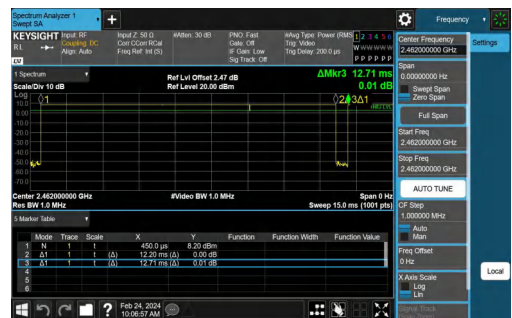 Spectrum Analyzer 1
Swept SA
Frequency
KEYSIGHT
RL
Input: RF
Coupling: DC
Align: Auto
Input Z: 50 Ω
Corr CCorr RCal
Freq Ref: Int (S)
#Atten: 30 dB
PNO: Fast
Gate: Off
IF Gain: Low
Sig Track: Off
#Avg Type: Power (RMS
Trig: Video
Trig Delay: 200.0 µs
1 2 3 4 5 6
W W W W W W
P P P P P P
LV
1 Spectrum
Scale/Div 10 dB
Ref Lvl Offset 2.47 dB
Ref Level 20.00 dBm
ΔMkr3 12.71 ms
0.01 dB
Log
10.0
0.00
-10.0
-20.0
-30.0
-40.0
-50.0
-60.0
-70.0
1
2
3Δ1
TRIG LVL
Center 2.462000000 GHz
Res BW 1.0 MHz
#Video BW 1.0 MHz
Span 0 Hz
Sweep 15.0 ms (1001 pts)
5 Marker Table
Mode Trace Scale X Y Function Function Width Function Value
1 N 1 t 450.0 µs 8.20 dBm
2 Δ1 1 t (Δ) 12.20 ms (Δ) 0.00 dB
3 Δ1 1 t (Δ) 12.71 ms (Δ) 0.01 dB
4
5
6
Feb 24, 2024
10:06:57 AM
Center Frequency
2.462000000 GHz
Settings
Span
0.00000000 Hz
Swept Span
Zero Span
Full Span
Start Freq
2.462000000 GHz
Stop Freq
2.462000000 GHz
AUTO TUNE
CF Step
1.000000 MHz
Auto
Man
Freq Offset
0 Hz
X Axis Scale
Log
Lin
Local
Signal Track